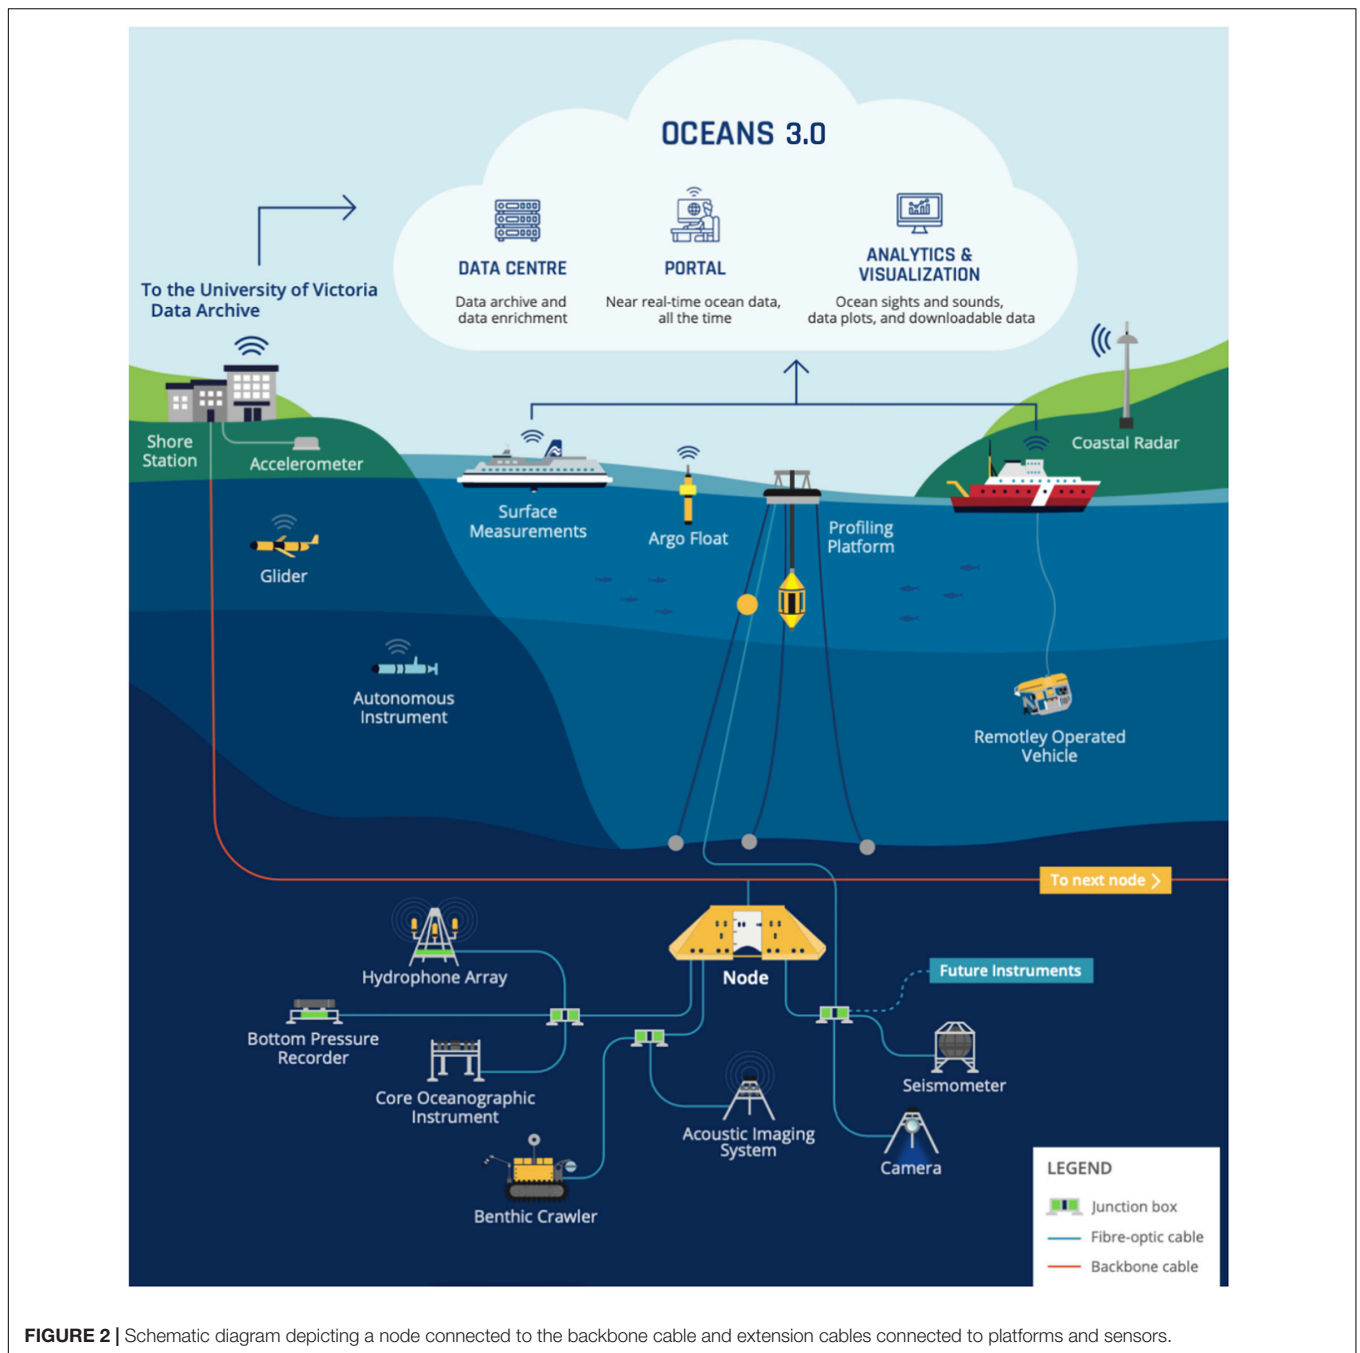 OCEANS 3.0
DATA CENTRE
Data archive and
data enrichment
PORTAL
Near real-time ocean data,
all the time
ANALYTICS &
VISUALIZATION
Ocean sights and sounds,
data plots, and downloadable data
To the University of Victoria
Data Archive
Shore
Station
Accelerometer
Coastal Radar
Surface
Measurements
Argo Float
Profiling
Platform
Glider
Autonomous
Instrument
Remotley Operated
Vehicle
To next node
Hydrophone Array
Node
Future Instruments
Bottom Pressure
Recorder
Core Oceanographic
Instrument
Seismometer
Acoustic Imaging
System
Camera
Benthic Crawler
LEGEND
Junction box
Fibre-optic cable
Backbone cable
FIGURE 2 | Schematic diagram depicting a node connected to the backbone cable and extension cables connected to platforms and sensors.